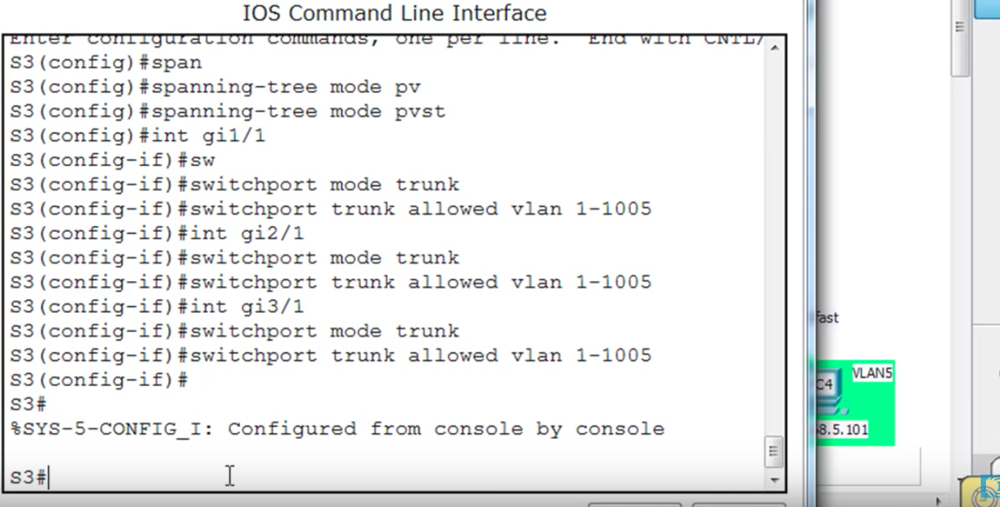 IOS Command Line Interface
Enter configuration commands, one per line.  End with CNTL/
S3(config)#span
S3(config)#spanning-tree mode pv
S3(config)#spanning-tree mode pvst
S3(config)#int gi1/1
S3(config-if)#sw
S3(config-if)#switchport mode trunk
S3(config-if)#switchport trunk allowed vlan 1-1005
S3(config-if)#int gi2/1
S3(config-if)#switchport mode trunk
S3(config-if)#switchport trunk allowed vlan 1-1005
S3(config-if)#int gi3/1
S3(config-if)#switchport mode trunk
S3(config-if)#switchport trunk allowed vlan 1-1005
S3(config-if)#
S3#
%SYS-5-CONFIG_I: Configured from console by console
S3#
Fast
VLAN5
C4
8.5.101